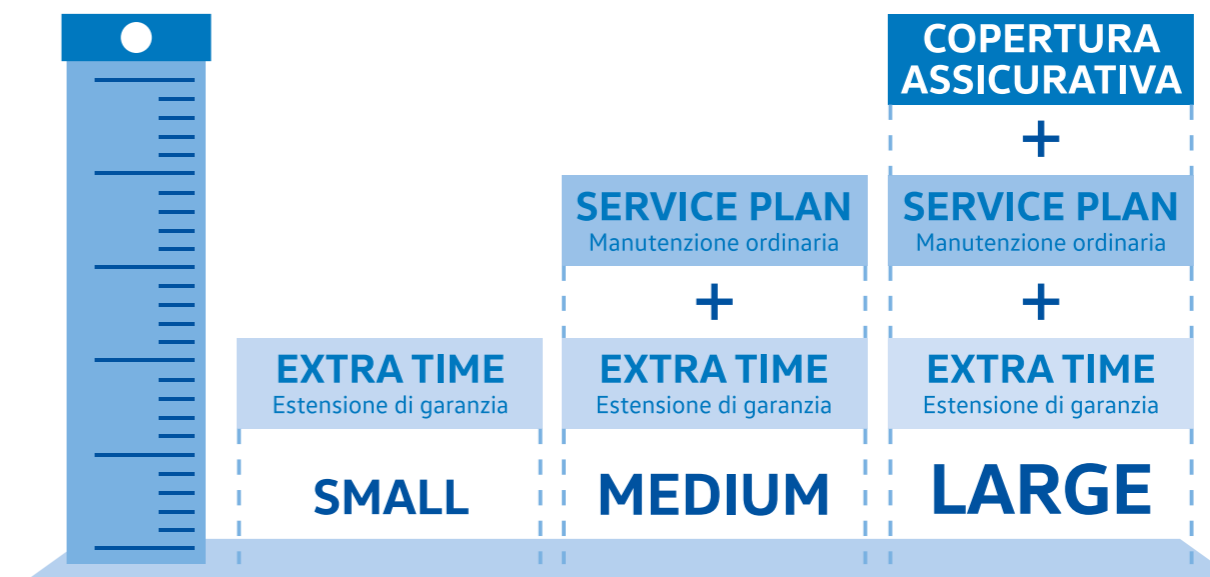 COPERTURA
ASSICURATIVA
+
SERVICE PLAN
Manutenzione ordinaria
+
EXTRA TIME
Estensione di garanzia
MEDIUM
SERVICE PLAN
Manutenzione ordinaria
+
EXTRA TIME
Estensione di garanzia
LARGE
EXTRA TIME
Estensione di garanzia
SMALL